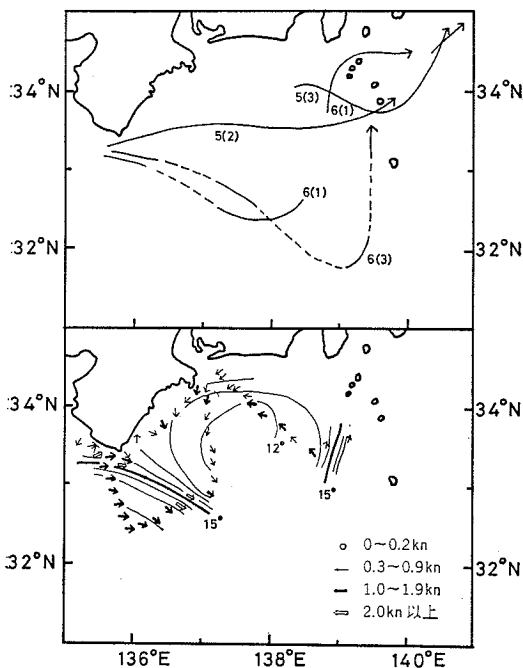 34°N
34°N
5(3)
6(1)
5(2)
6(1)
32°N
32°N
6(3)
34°N
34°N
12°
15°
15°
0～0.2kn
0.3～0.9kn
32°N
32°N
1.0～1.9kn
2.0kn 以上
136°E
138°E
140°E